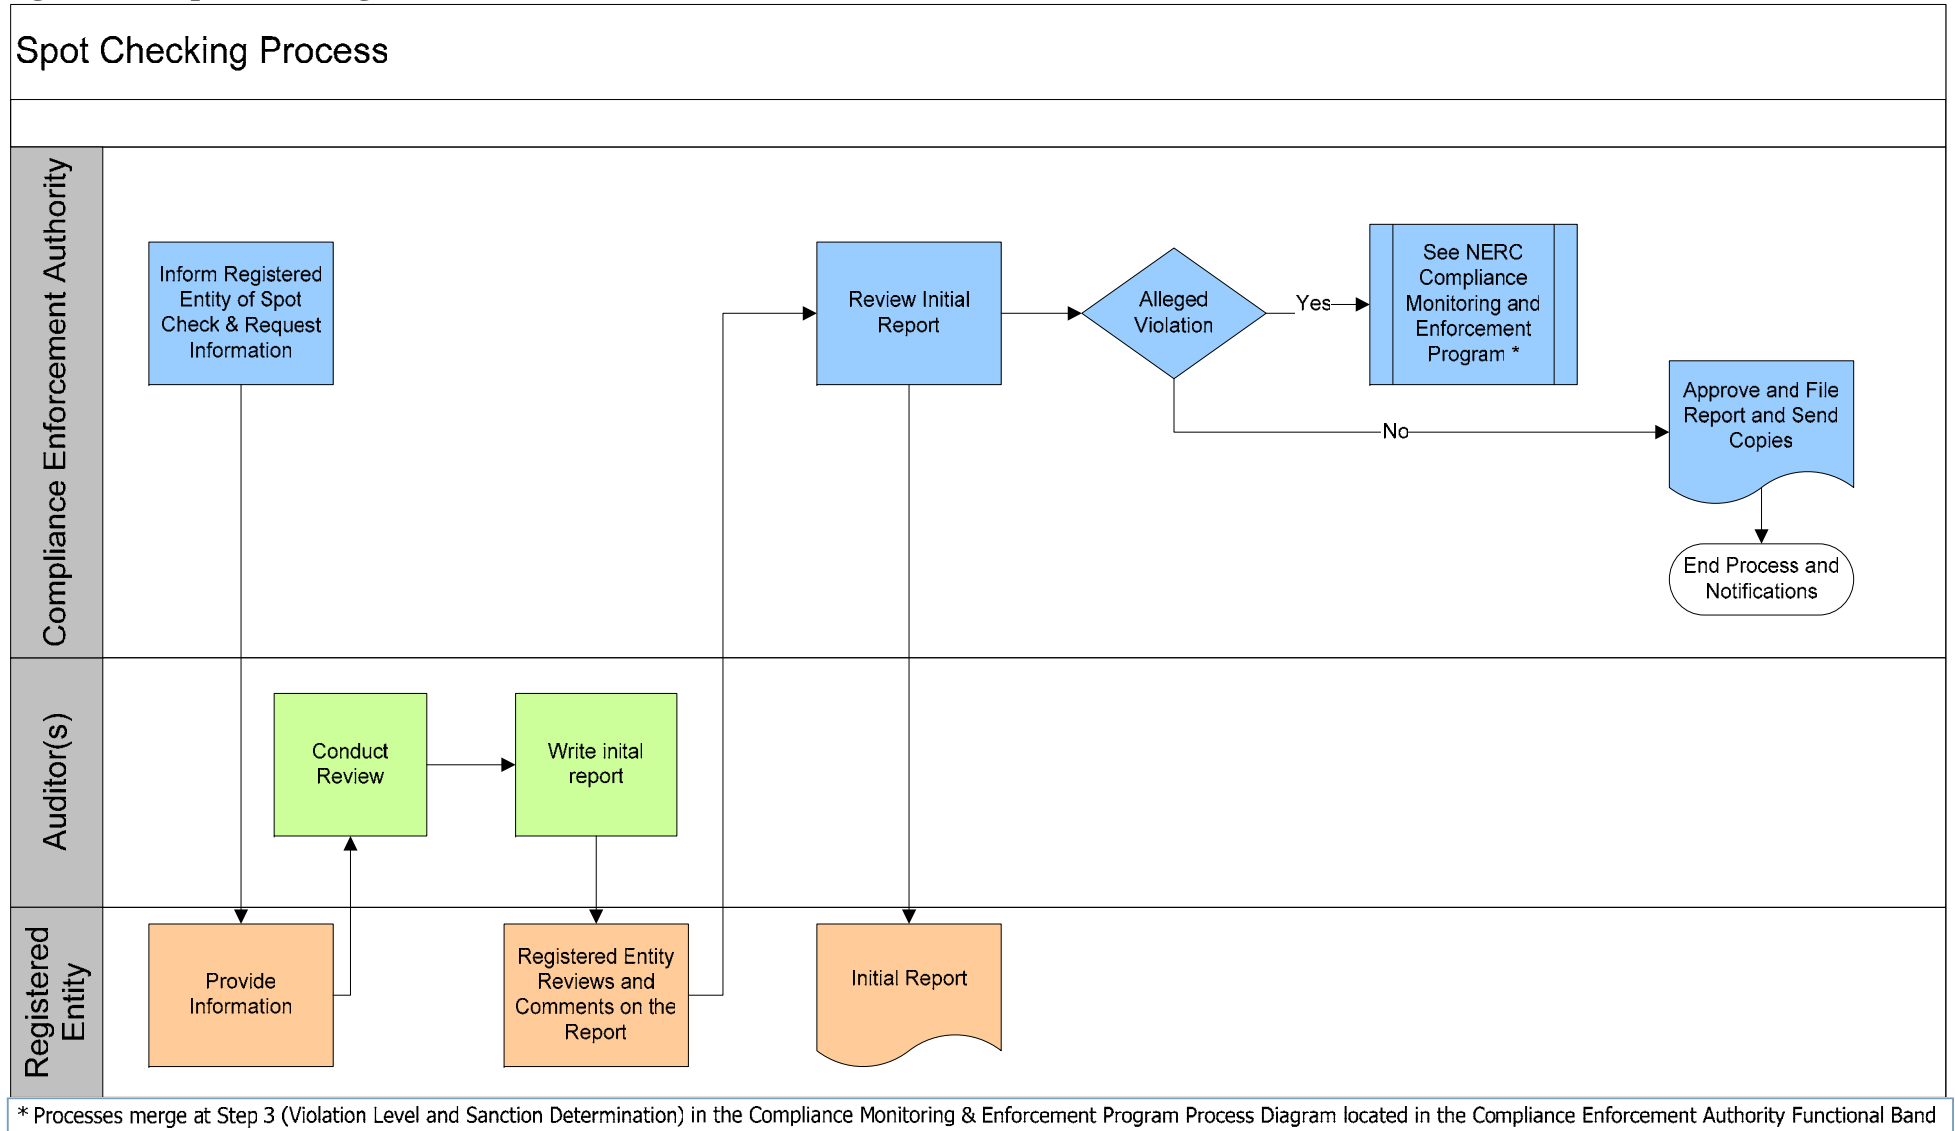 Spot Checking Process
Compliance Enforcement Authority
Inform Registered
Entity of Spot
Check & Request
Information
Review Initial
Report
Alleged
Violation
Yes
See NERC
Compliance
Monitoring and
Enforcement
Program *
No
Approve and File
Report and Send
Copies
End Process and
Notifications
Auditor(s)
Conduct
Review
Write inital
report
Registered
Entity
Provide
Information
Registered Entity
Reviews and
Comments on the
Report
Initial Report
* Processes merge at Step 3 (Violation Level and Sanction Determination) in the Compliance Monitoring & Enforcement Program Process Diagram located in the Compliance Enforcement Authority Functional Band